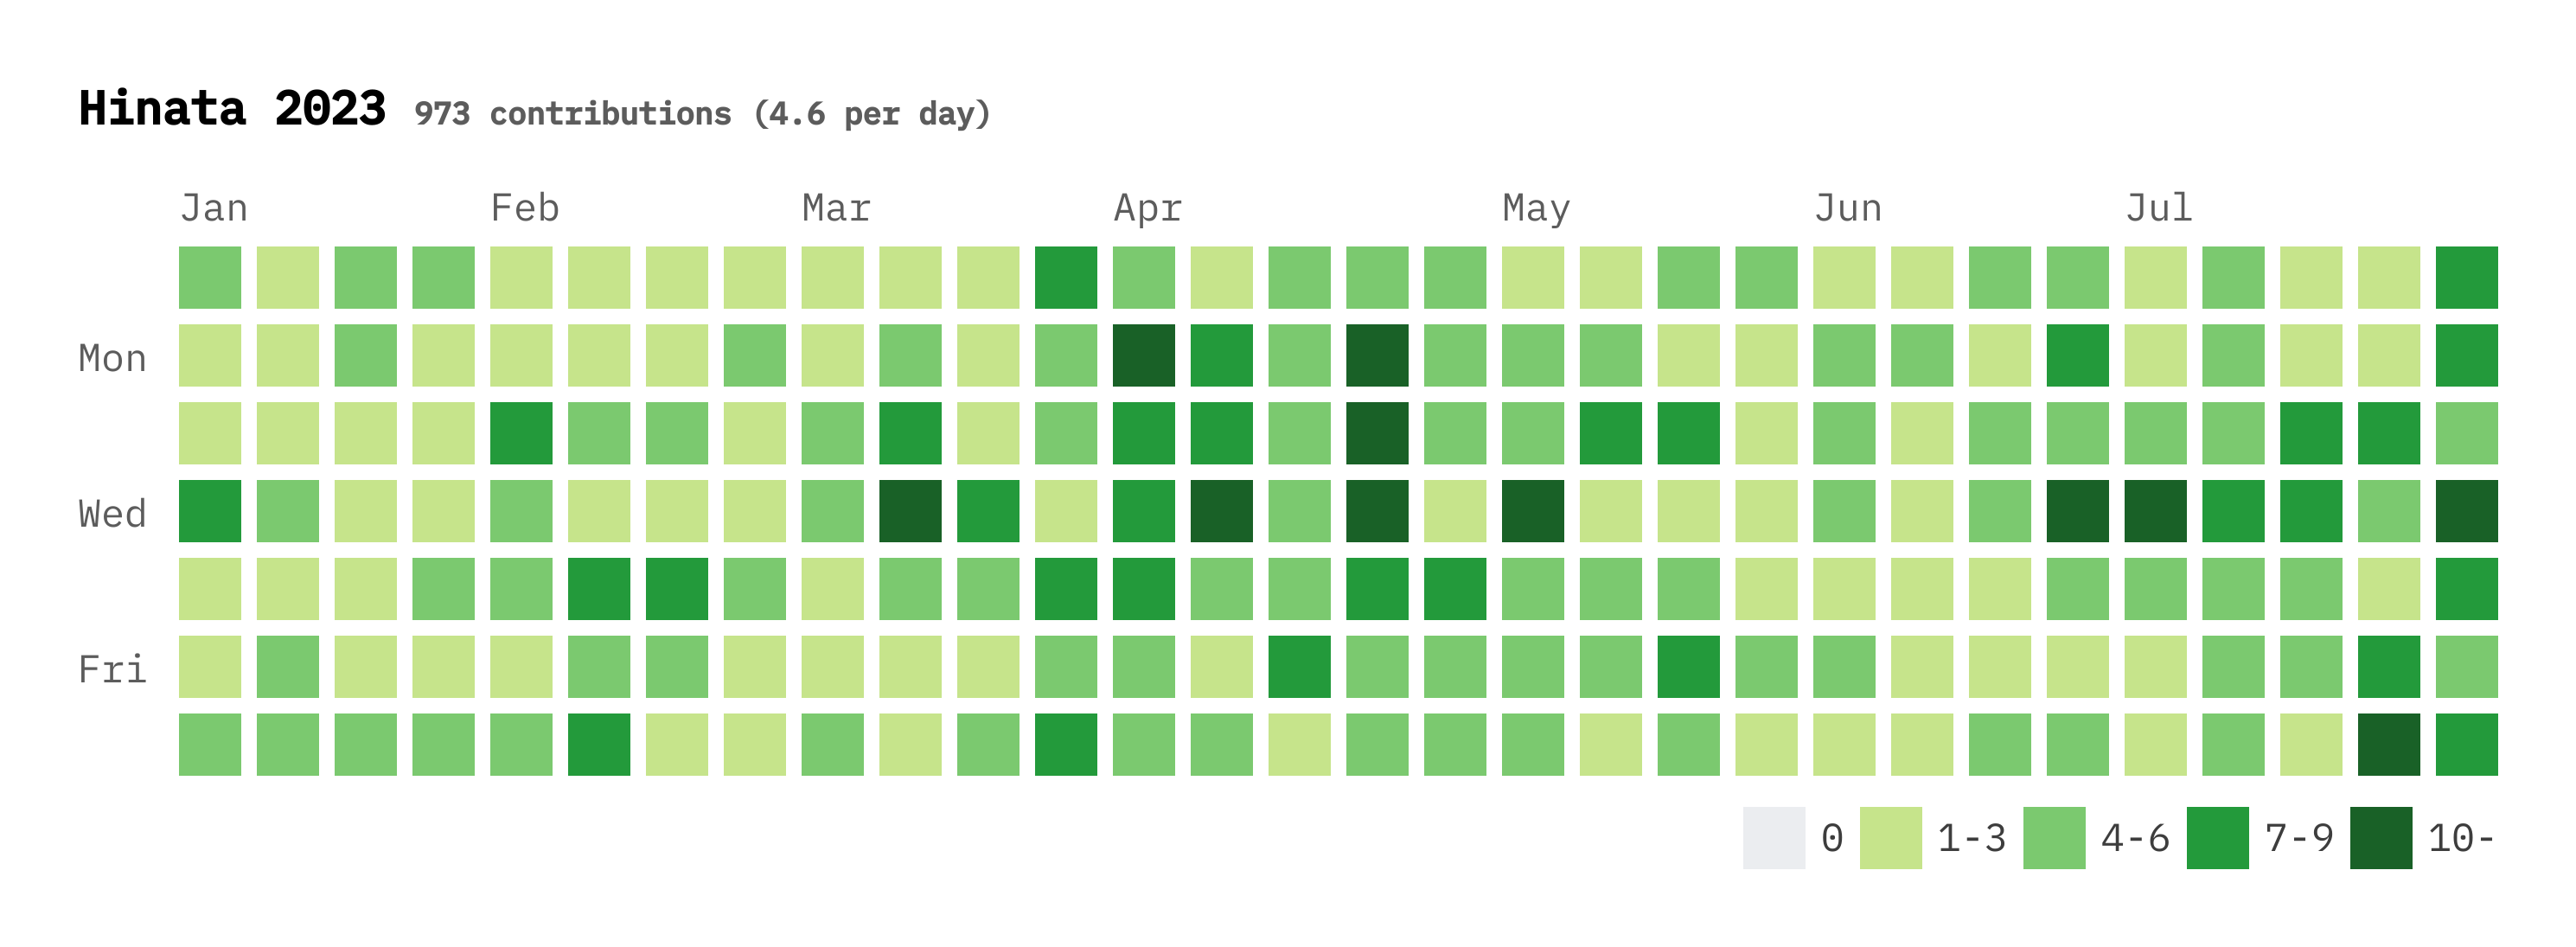 Hinata 2023 973 contributions (4.6 per day)
Jan Feb Mar Apr May Jun Jul
Mon
Wed
Fri
0 1-3 4-6 7-9 10-